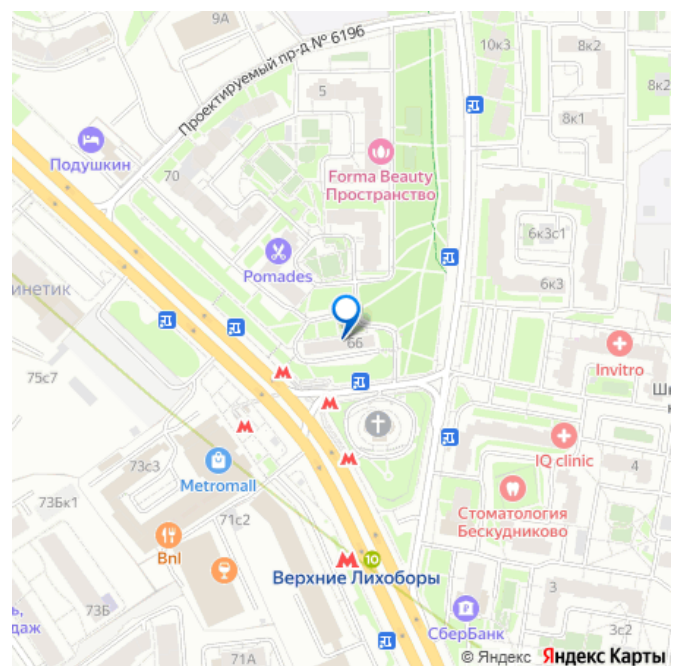 9А
10к3
8к2
Проектируемый пр-д № 6196
8к2
5
8к1
Подушкин
70
Forma Beauty
Пространство
6к3с1
Pomades
6к3
инетик
66
Invitro
75с7
Ш
к
73с3
IQ clinic
4
Metromall
73Бк1
71с2
Стоматология
Бескудниково
Bnl
10
Верхние Лихоборы
3
73Б
ь,
даж
СберБанк
3с2
71А
© Яндекс Яндекс Карты